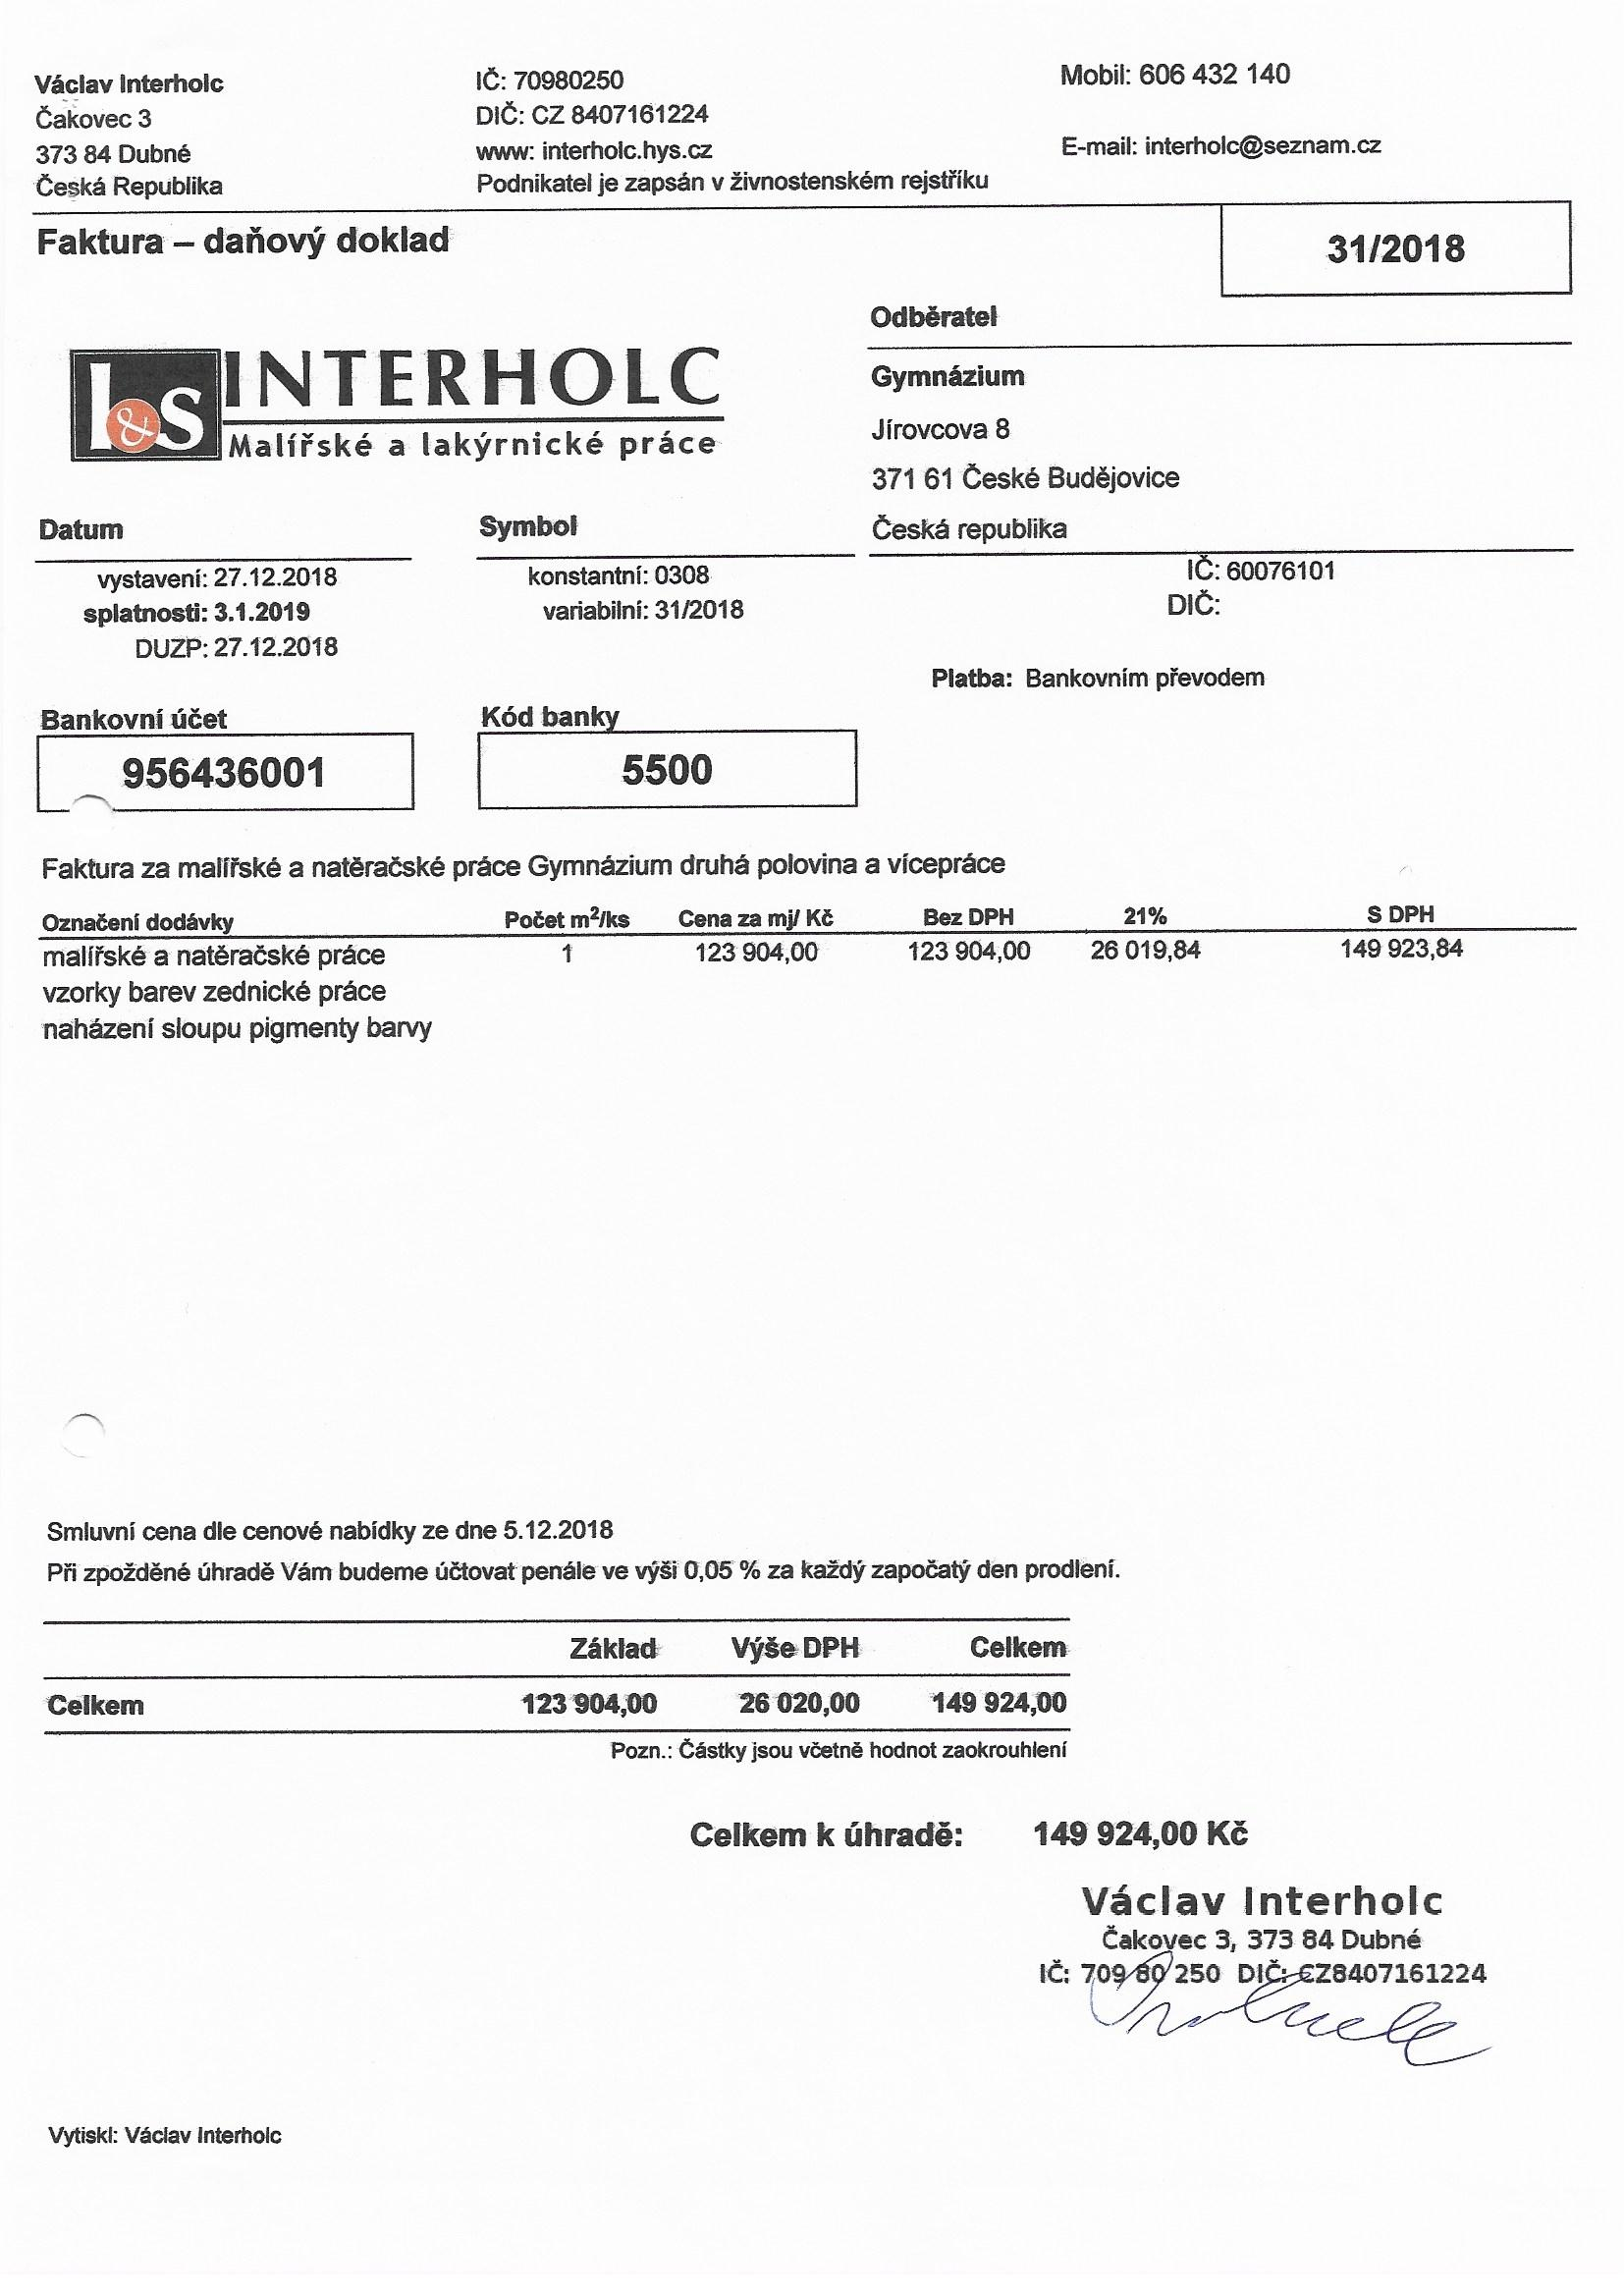 Václav Interholc
Čakovec 3
373 84 Dubné
Česká Republika
IČ: 70980250
DIČ: CZ 8407161224
www: interholc.hys.cz
Podnikatel je zapsán v živnostenském rejstříku
Mobil: 606 432 140
E-mail: interholc@seznam.cz
Faktura – daňový doklad
31/2018
I&S INTERHOLC
Malířské a lakýrnické práce
Odběratel
Gymnázium
Jírovcova 8
371 61 České Budějovice
Česká republika
IČ: 60076101
DIČ:
Datum
vystavení: 27.12.2018
splatnosti: 3.1.2019
DUZP: 27.12.2018
Symbol
konstantní: 0308
variabilní: 31/2018
Platba: Bankovním převodem
Bankovní účet
956436001
Kód banky
5500
Faktura za malířské a natěračské práce Gymnázium druhá polovina a vícepráce
Označení dodávky Počet m²/ks Cena za mj/ Kč Bez DPH 21% S DPH
malířské a natěračské práce 1 123 904,00 123 904,00 26 019,84 149 923,84
vzorky barev zednické práce
naházení sloupu pigmenty barvy
Smluvní cena dle cenové nabídky ze dne 5.12.2018
Při zpožděné úhradě Vám budeme účtovat penále ve výši 0,05 % za každý započatý den prodlení.
Základ Výše DPH Celkem
Celkem 123 904,00 26 020,00 149 924,00
Pozn.: Částky jsou včetně hodnot zaokrouhlení
Celkem k úhradě: 149 924,00 Kč
Václav Interholc
Čakovec 3, 373 84 Dubné
IČ: 709 80 250 DIČ: CZ8407161224
Vytiskl: Václav Interholc